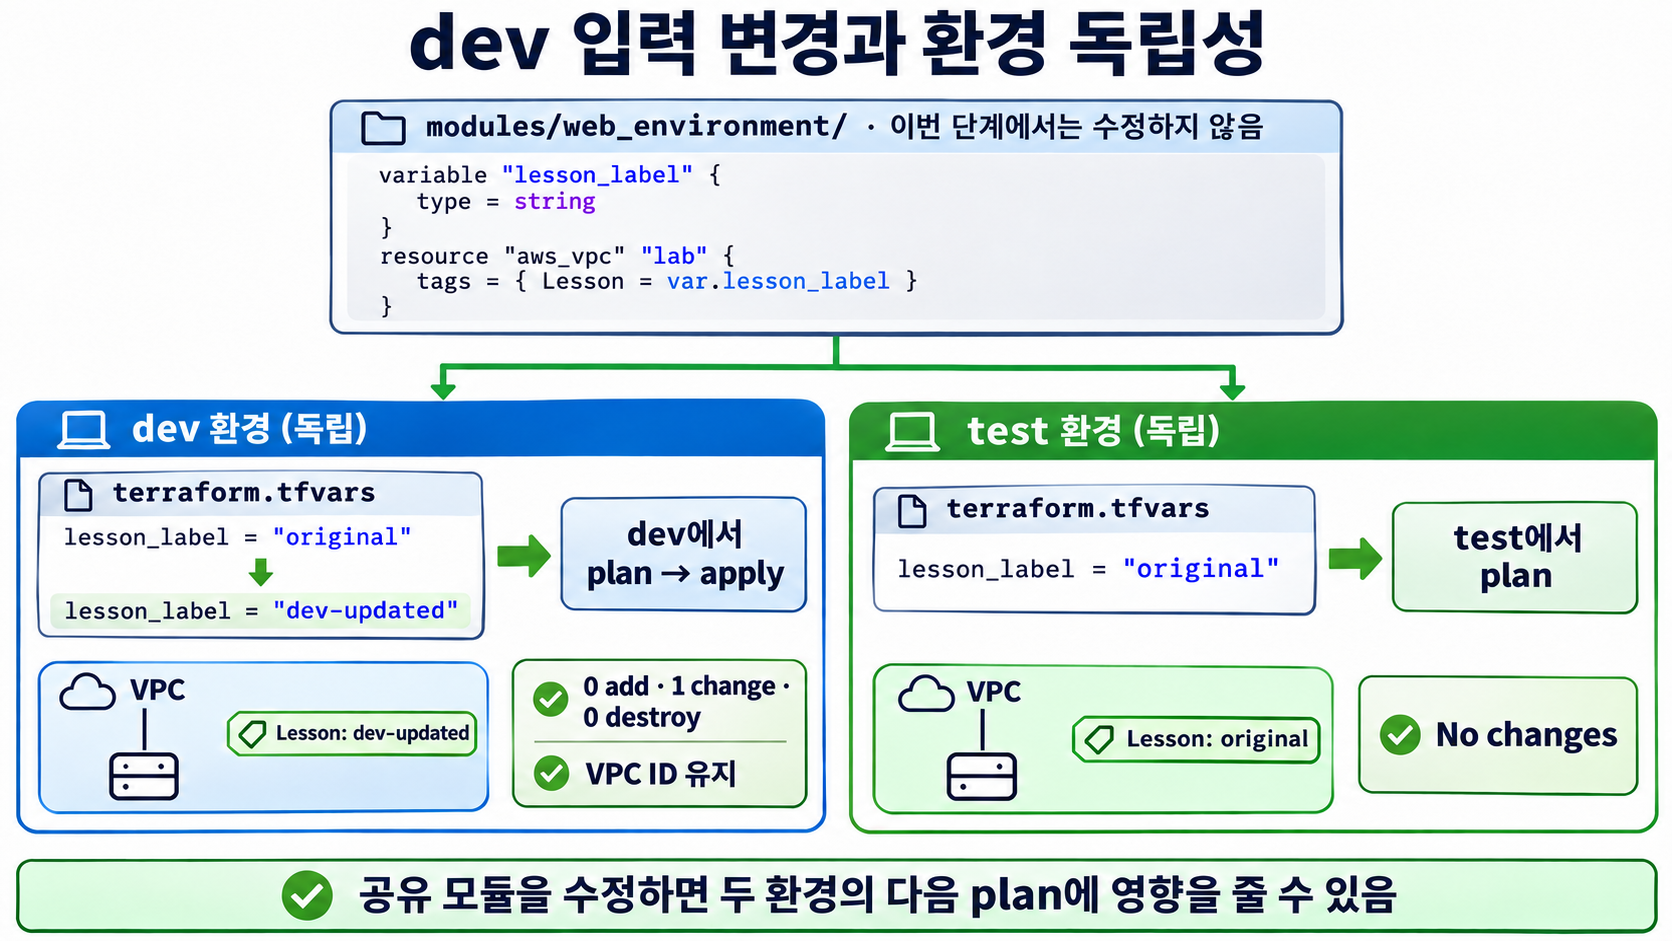 dev 입력 변경과 환경 독립성
modules/web_environment/ · 이번 단계에서는 수정하지 않음
variable "lesson_label" {
type = string
}
resource "aws_vpc" "lab" {
tags = { Lesson = var.lesson_label }
}
dev 환경 (독립)
terraform.tfvars
lesson_label = "original"
lesson_label = "dev-updated"
dev에서
plan → apply
VPC
Lesson: dev-updated
0 add · 1 change ·
0 destroy
VPC ID 유지
test 환경 (독립)
terraform.tfvars
lesson_label = "original"
test에서
plan
VPC
Lesson: original
No changes
공유 모듈을 수정하면 두 환경의 다음 plan에 영향을 줄 수 있음